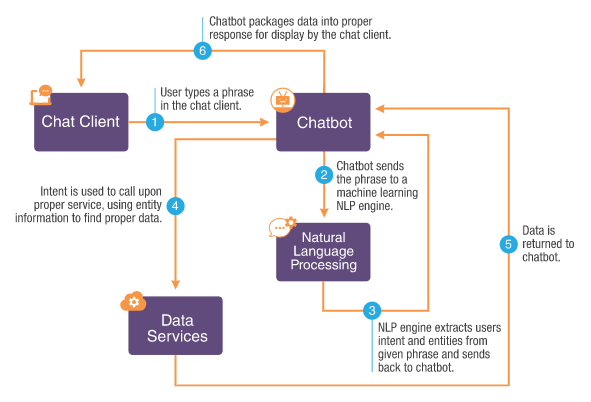 Chatbot packages data into proper
response for display by the chat client.
6
User types a phrase
in the chat client.
Chat Client
1
Chatbot
2
Chatbot sends
the phrase to a
machine learning
NLP engine.
Intent is used to call upon
proper service, using entity
information to find proper data.
4
Natural
Language
Processing
5
Data is
returned to
chatbot.
3
NLP engine extracts users
intent and entities from
given phrase and sends
back to chatbot.
Data
Services